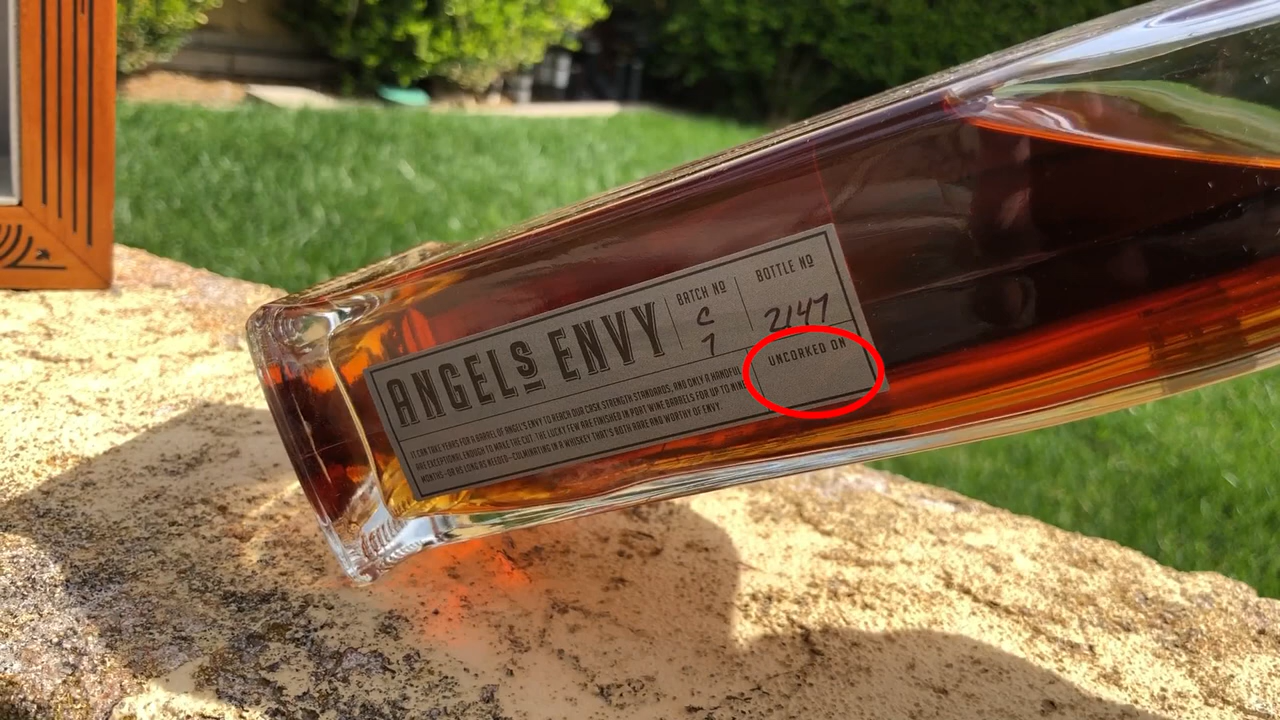 ANGELS ENVY
BATCH Nº
C
7
BOTTLE Nº
2147
UNCORKED ON
IT CAN TAKE YEARS FOR A BARREL OF ANGEL'S ENVY TO REACH OUR CASK STRENGTH STANDARDS, AND ONLY A HANDFUL
ARE EXCEPTIONAL ENOUGH TO MAKE THE CUT. THE LUCKY FEW ARE FINISHED IN PORT WINE BARRELS FOR UP TO NINE
MONTHS–OR AS LONG AS NEEDED–CULMINATING IN A WHISKEY THAT'S BOTH RARE AND WORTHY OF ENVY.